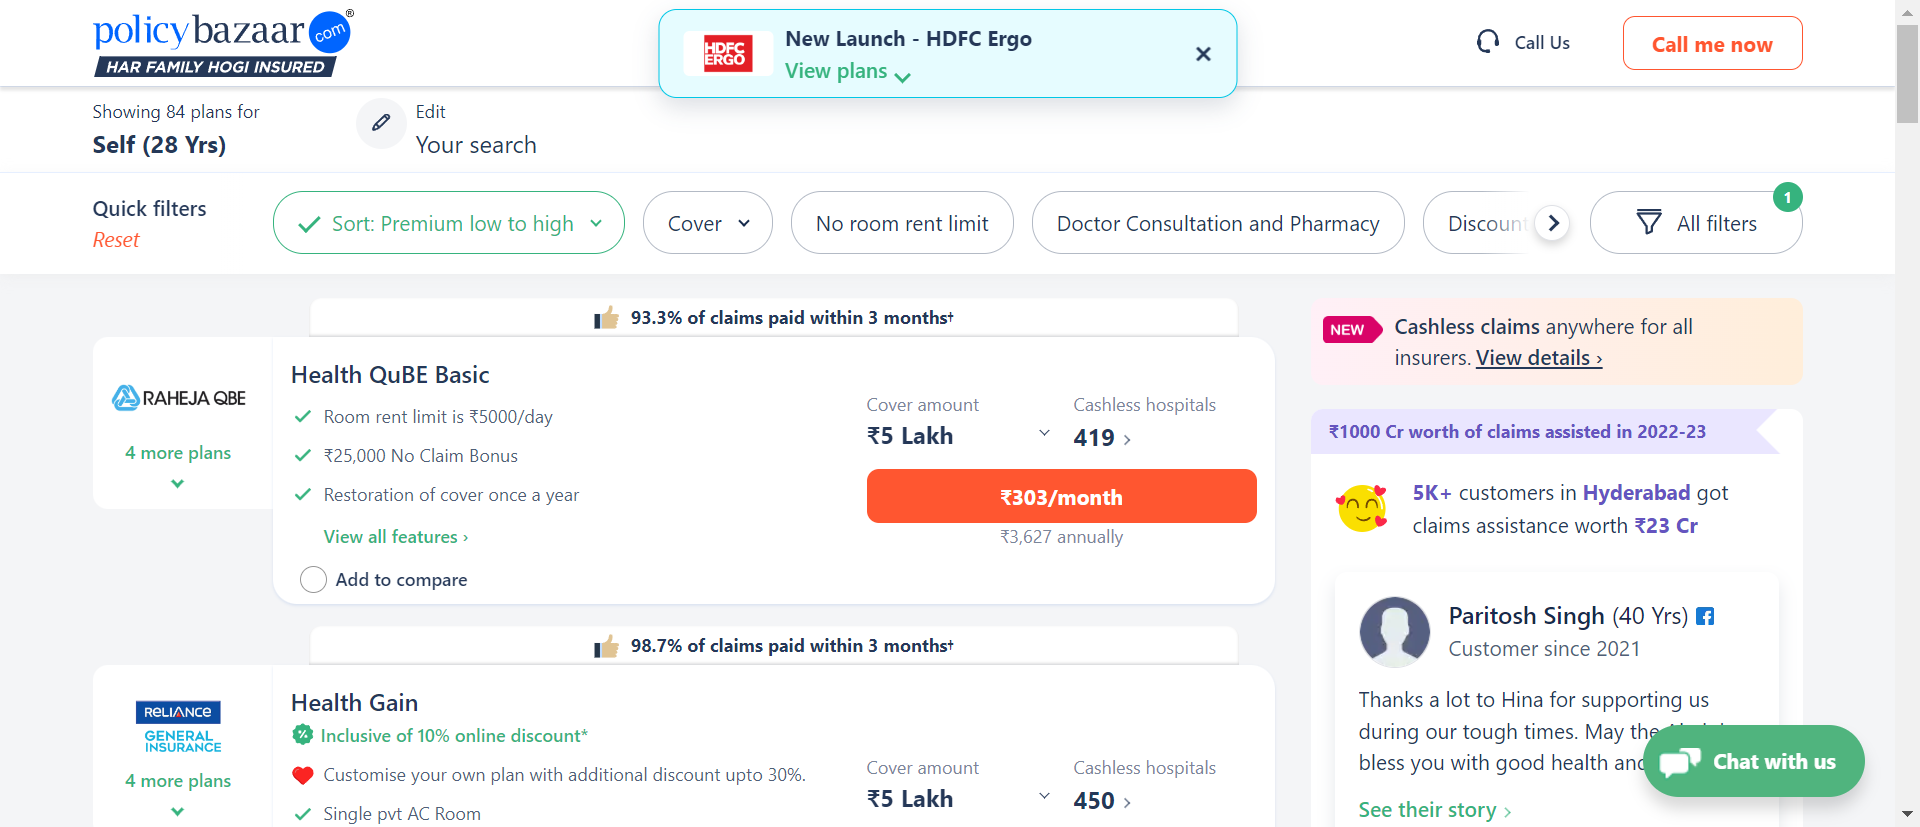 policybazaar.com®
HAR FAMILY HOGI INSURED
HDFC
ERGO
New Launch - HDFC Ergo
View plans
Call Us
Call me now
Showing 84 plans for
Self (28 Yrs)
Edit
Your search
Quick filters
Reset
Sort: Premium low to high
Cover
No room rent limit
Doctor Consultation and Pharmacy
Discount
All filters
1
93.3% of claims paid within 3 months†
RAHEJA QBE
4 more plans
Health QuBE Basic
Room rent limit is ₹5000/day
₹25,000 No Claim Bonus
Restoration of cover once a year
View all features ›
Add to compare
Cover amount
₹5 Lakh
Cashless hospitals
419 ›
₹303/month
₹3,627 annually
98.7% of claims paid within 3 months†
RELIANCE
GENERAL
INSURANCE
4 more plans
Health Gain
Inclusive of 10% online discount*
Customise your own plan with additional discount upto 30%.
Single pvt AC Room
Cover amount
₹5 Lakh
Cashless hospitals
450 ›
NEW
Cashless claims anywhere for all
insurers. View details ›
₹1000 Cr worth of claims assisted in 2022-23
5K+ customers in Hyderabad got
claims assistance worth ₹23 Cr
Paritosh Singh (40 Yrs)
Customer since 2021
Thanks a lot to Hina for supporting us
during our tough times. May the
bless you with good health and
See their story ›
Chat with us